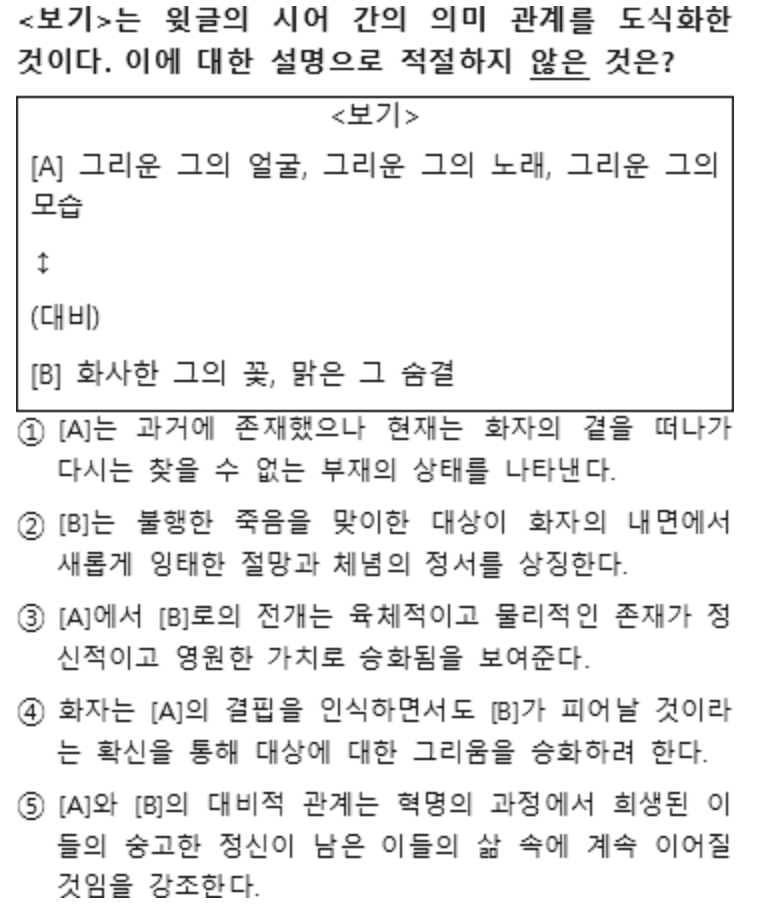 <보기>는 윗글의 시어 간의 의미 관계를 도식화한
것이다. 이에 대한 설명으로 적절하지 않은 것은?
<보기>
[A] 그리운 그의 얼굴, 그리운 그의 노래, 그리운 그의
모습
↕
(대비)
[B] 화사한 그의 꽃, 맑은 그 숨결
① [A]는 과거에 존재했으나 현재는 화자의 곁을 떠나가
다시는 찾을 수 없는 부재의 상태를 나타낸다.
② [B]는 불행한 죽음을 맞이한 대상이 화자의 내면에서
새롭게 잉태한 절망과 체념의 정서를 상징한다.
③ [A]에서 [B]로의 전개는 육체적이고 물리적인 존재가 정
신적이고 영원한 가치로 승화됨을 보여준다.
④ 화자는 [A]의 결핍을 인식하면서도 [B]가 피어날 것이라
는 확신을 통해 대상에 대한 그리움을 승화하려 한다.
⑤ [A]와 [B]의 대비적 관계는 혁명의 과정에서 희생된 이
들의 숭고한 정신이 남은 이들의 삶 속에 계속 이어질
것임을 강조한다.